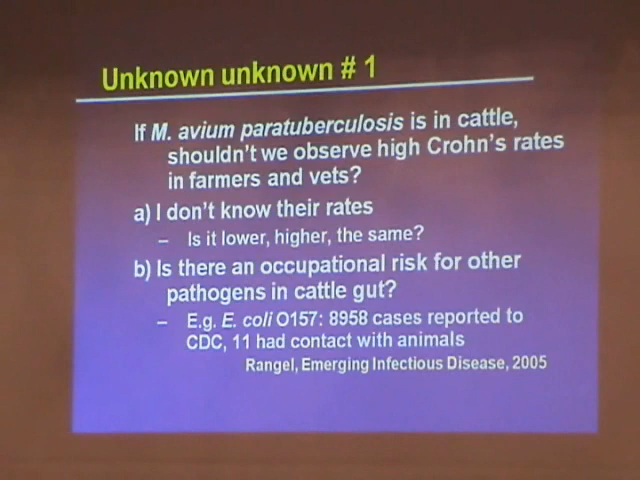 Unknown unknown # 1
If M. avium paratuberculosis is in cattle,
shouldn't we observe high Crohn's rates
in farmers and vets?
a) I don't know their rates
– Is it lower, higher, the same?
b) Is there an occupational risk for other
pathogens in cattle gut?
– E.g. E. coli O157: 8958 cases reported to
CDC, 11 had contact with animals
Rangel, Emerging Infectious Disease, 2005